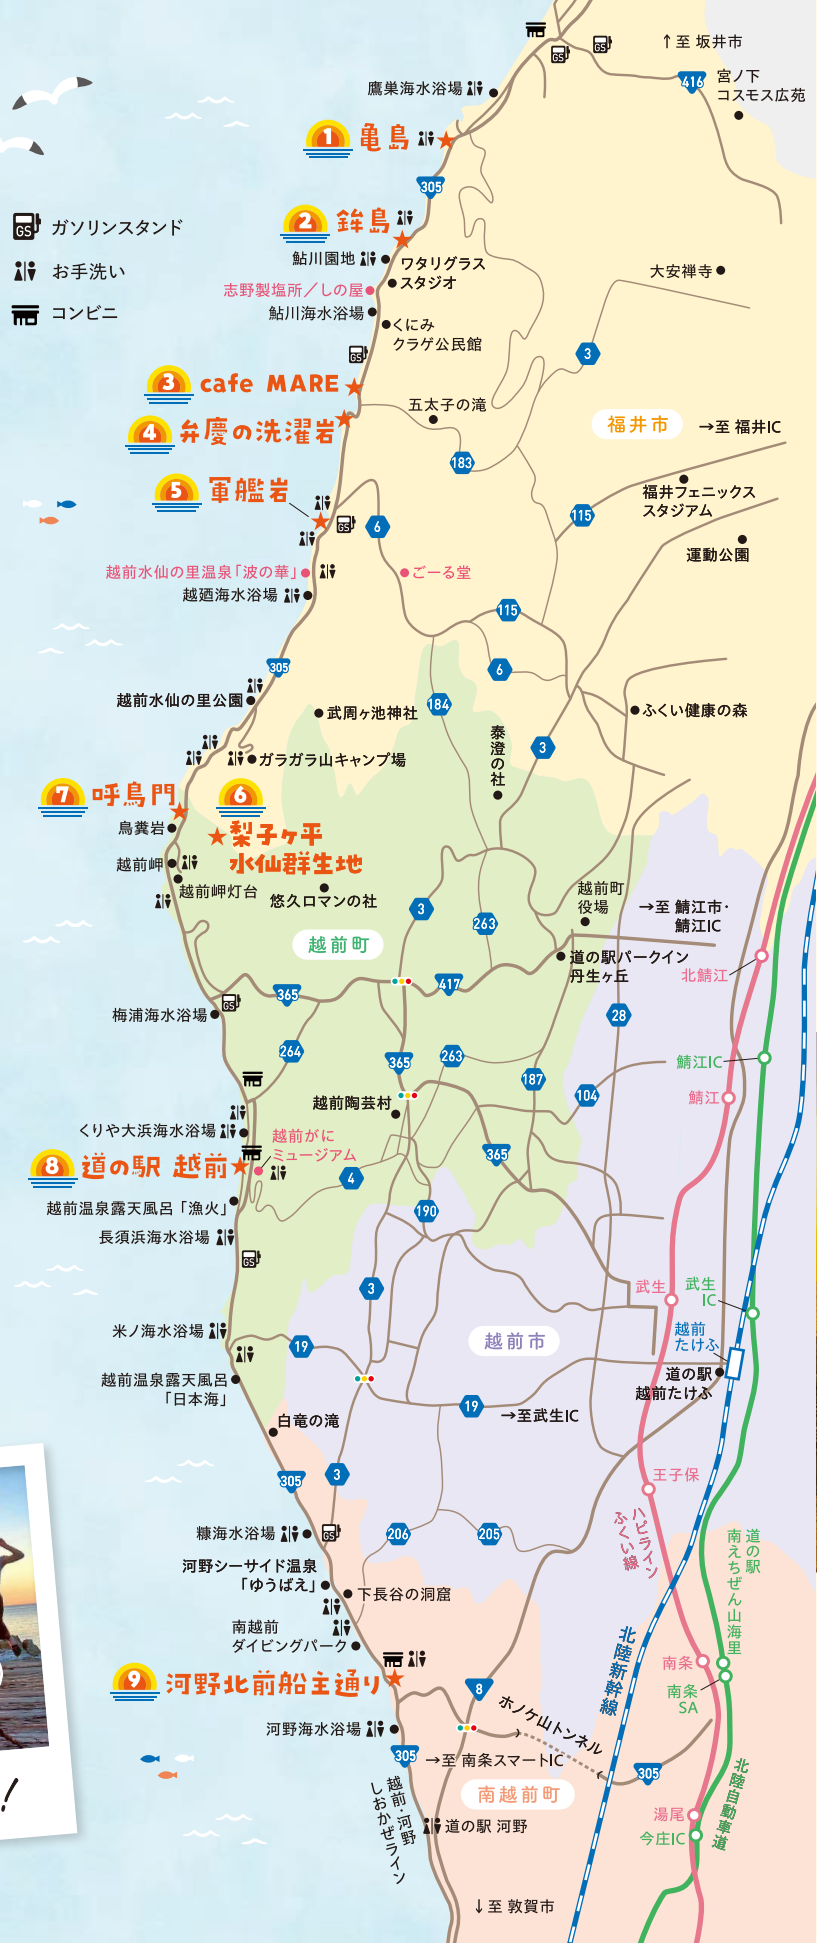 ↑至 坂井市
416
宮ノ下
コスモス広苑
鷹巣海水浴場
1 亀島
305
GS ガソリンスタンド
お手洗い
コンビニ
2 鉾島
鮎川園地
ワタリグラス
スタジオ
志野製塩所／しの屋
鮎川海水浴場
くにみ
クラゲ公民館
大安禅寺
3
GS
3 cafe MARE
五太子の滝
4 弁慶の洗濯岩
福井市
→至 福井IC
183
5 軍艦岩
福井フェニックス
スタジアム
115
GS
6
運動公園
越前水仙の里温泉「波の華」
ごーる堂
越廼海水浴場
115
305
6
越前水仙の里公園
184
武周ヶ池神社
ふくい健康の森
泰澄の社
3
ガラガラ山キャンプ場
7 呼鳥門
6
梨子ヶ平
水仙群生地
鳥糞岩
越前岬
越前岬灯台
悠久ロマンの社
越前町
役場
→至 鯖江市・
鯖江IC
3
263
越前町
道の駅パークイン
丹生ヶ丘
北鯖江
365
417
GS
梅浦海水浴場
28
264
365
263
鯖江IC
187
104
鯖江
越前陶芸村
くりや大浜海水浴場
越前がに
ミュージアム
365
8 道の駅 越前
4
越前温泉露天風呂「漁火」
190
長須浜海水浴場
GS
3
武生
武生
IC
米ノ海水浴場
19
越前市
越前
たけふ
越前温泉露天風呂
「日本海」
道の駅
越前たけふ
白竜の滝
19
→至武生IC
305
3
王子保
糠海水浴場
GS
206
205
ハピライン
ふくい線
道の駅
南えちぜん山海里
河野シーサイド温泉
「ゆうばえ」
下長谷の洞窟
南越前
ダイビングパーク
北陸新幹線
南条
9 河野北前船主通り
8
南条
SA
ホノケ山トンネル
河野海水浴場
305
→至 南条スマートIC
305
南越前町
北陸自動車道
越前・河野
しおかぜライン
湯尾
道の駅 河野
今庄IC
↓至 敦賀市
!